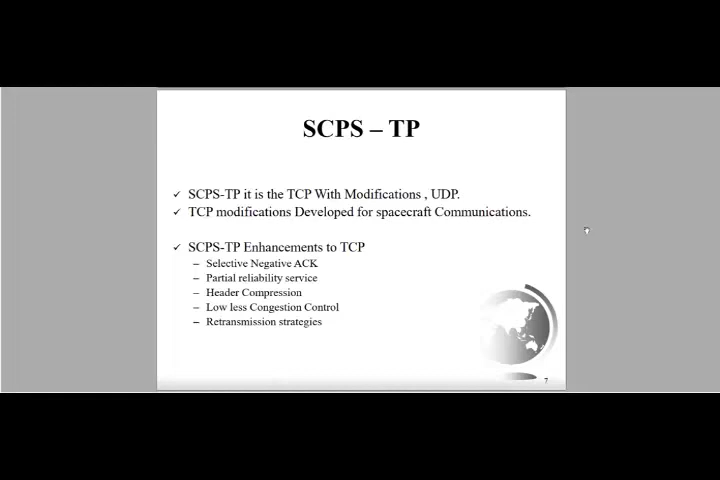 SCPS – TP
✓ SCPS-TP it is the TCP With Modifications , UDP.
✓ TCP modifications Developed for spacecraft Communications.
✓ SCPS-TP Enhancements to TCP
– Selective Negative ACK
– Partial reliability service
– Header Compression
– Low less Congestion Control
– Retransmission strategies
7